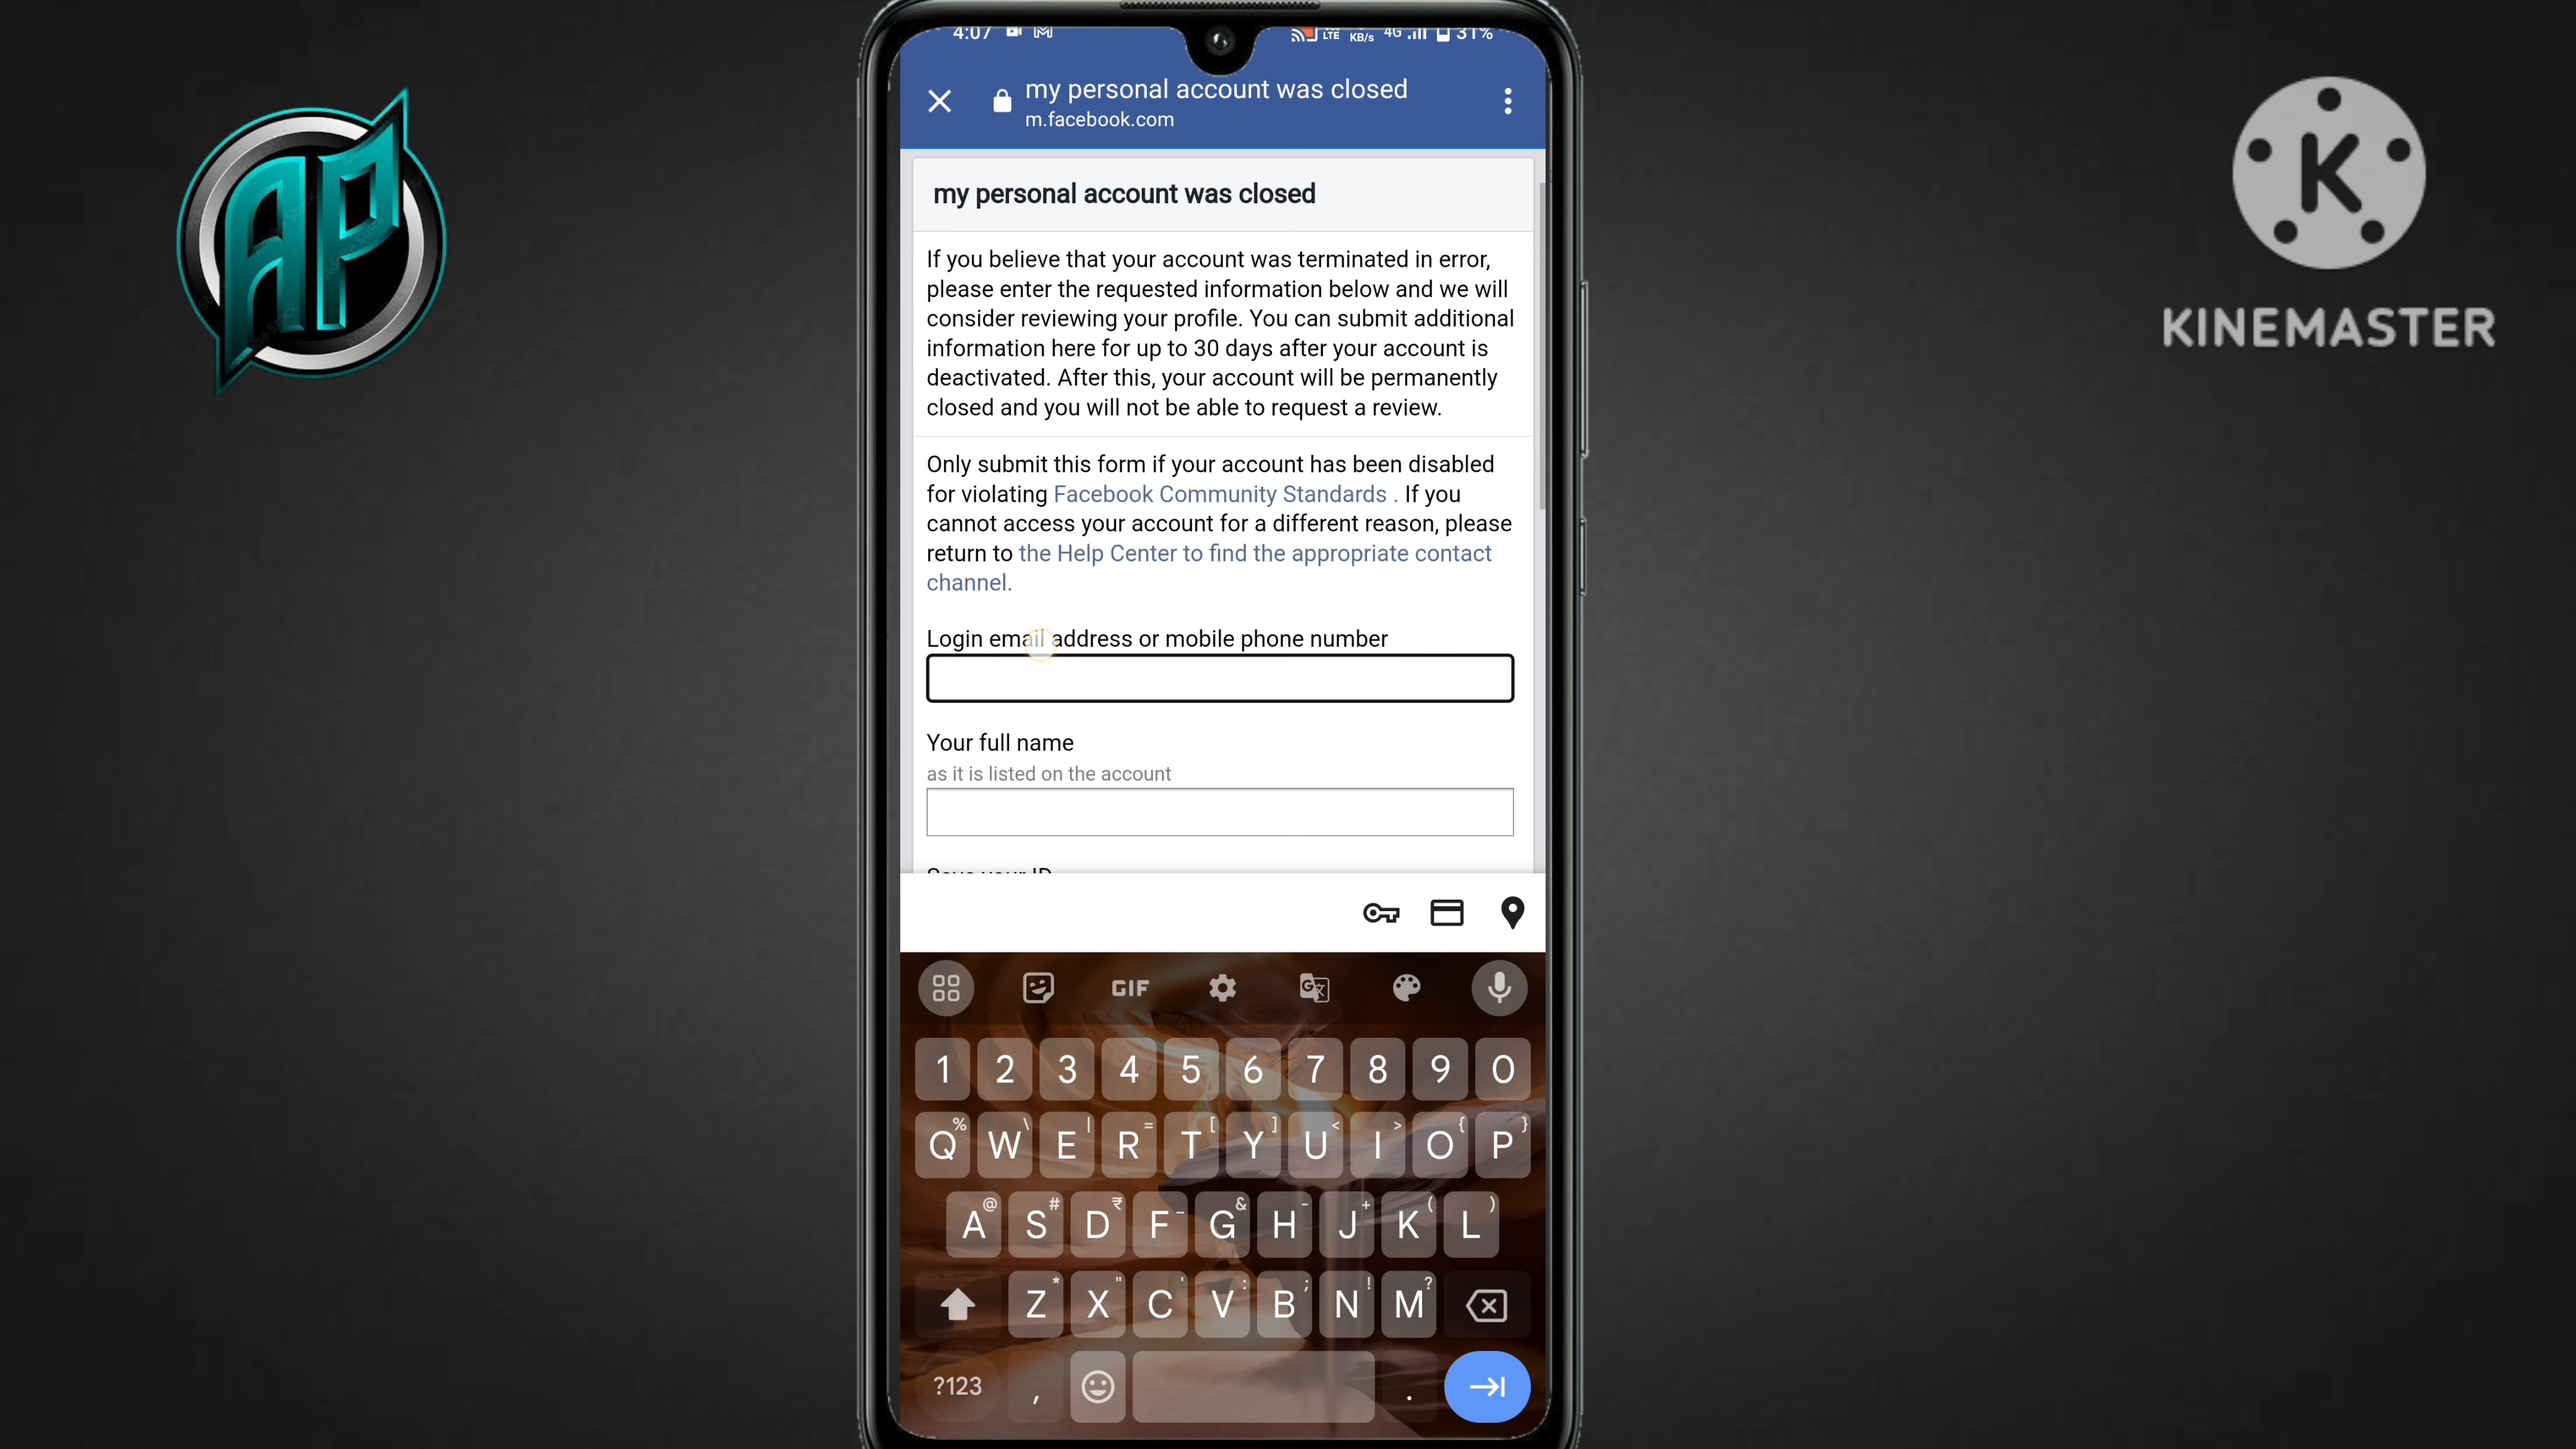 AP
KINEMASTER
4:07 LTE KB/s 4G 31%
my personal account was closed
m.facebook.com
my personal account was closed
If you believe that your account was terminated in error,
please enter the requested information below and we will
consider reviewing your profile. You can submit additional
information here for up to 30 days after your account is
deactivated. After this, your account will be permanently
closed and you will not be able to request a review.
Only submit this form if your account has been disabled
for violating Facebook Community Standards . If you
cannot access your account for a different reason, please
return to the Help Center to find the appropriate contact
channel.
Login email address or mobile phone number
Your full name
as it is listed on the account
GIF
1 2 3 4 5 6 7 8 9 0
% \ | = [ ] < > { }
Q W E R T Y U I O P
@ # ₹ _ & - + ( )
A S D F G H J K L
* " ' : ; ! ?
Z X C V B N M
?123 , .